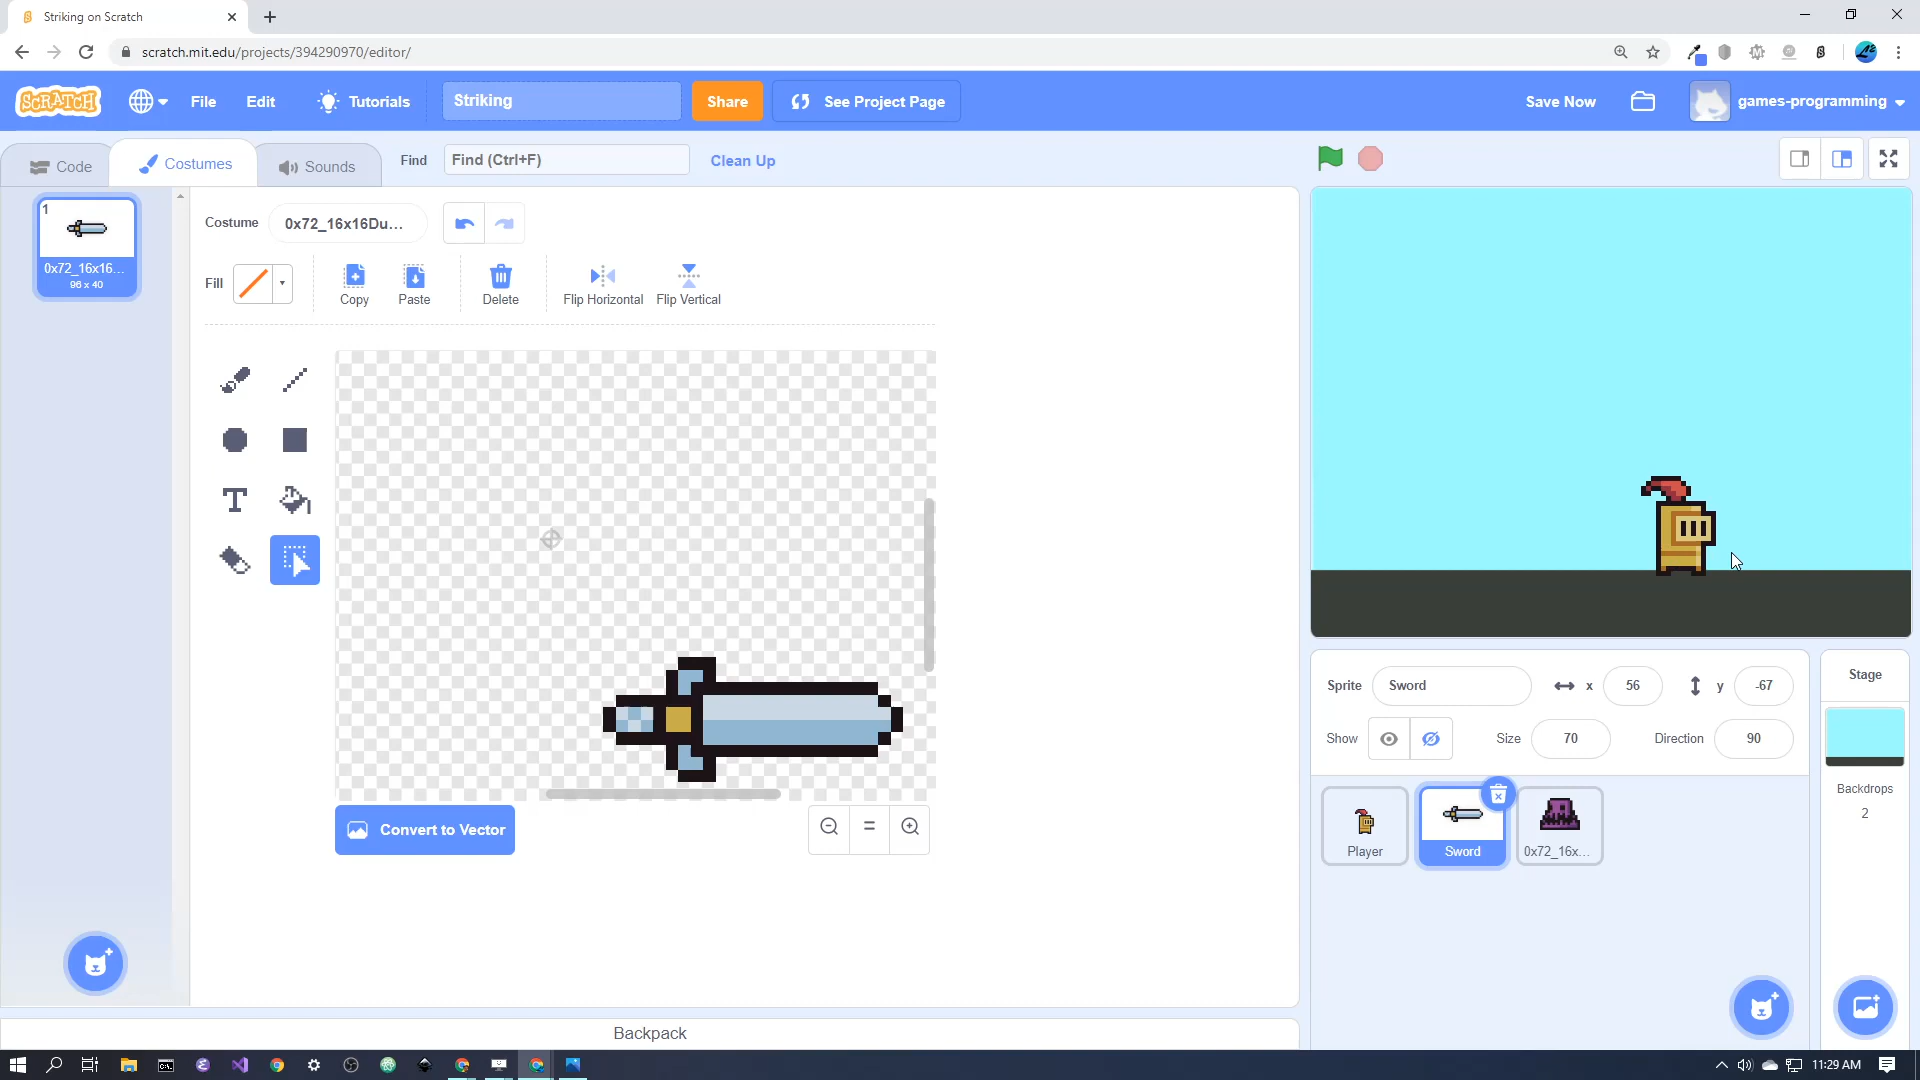 Striking on Scratch
scratch.mit.edu/projects/394290970/editor/
SCRATCH
File
Edit
Tutorials
Striking
Share
See Project Page
Save Now
games-programming
Code
Costumes
Sounds
Find
Find (Ctrl+F)
Clean Up
1
0x72_16x16...
96 x 40
Costume
0x72_16x16Du...
Fill
Copy
Paste
Delete
Flip Horizontal
Flip Vertical
T
Convert to Vector
Backpack
Sprite
Sword
x
56
y
-67
Show
Size
70
Direction
90
Player
Sword
0x72_16x...
Stage
Backdrops
2
11:29 AM